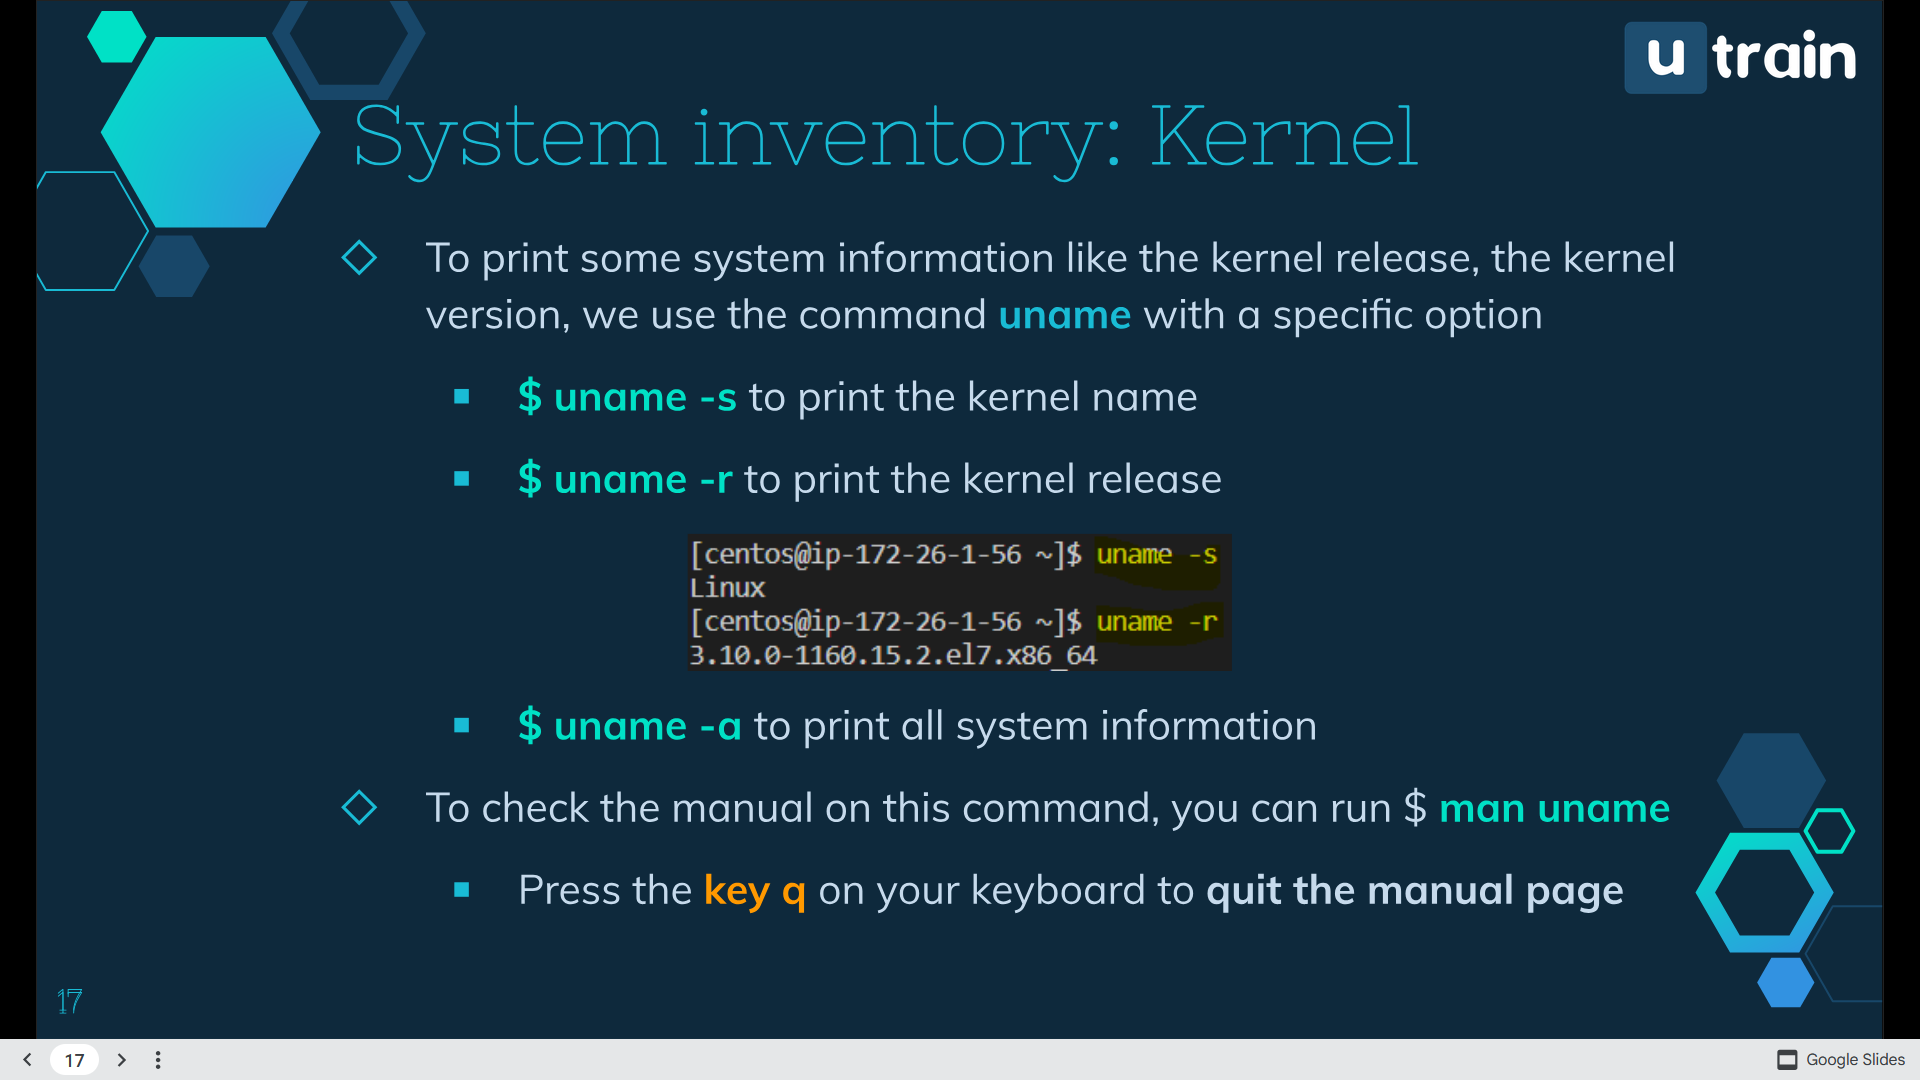 u train
System inventory: Kernel
To print some system information like the kernel release, the kernel
version, we use the command uname with a specific option
$ uname -s to print the kernel name
$ uname -r to print the kernel release
[centos@ip-172-26-1-56 ~]$ uname -s
Linux
[centos@ip-172-26-1-56 ~]$ uname -r
3.10.0-1160.15.2.el7.x86_64
$ uname -a to print all system information
To check the manual on this command, you can run $ man uname
Press the key q on your keyboard to quit the manual page
17
17
Google Slides